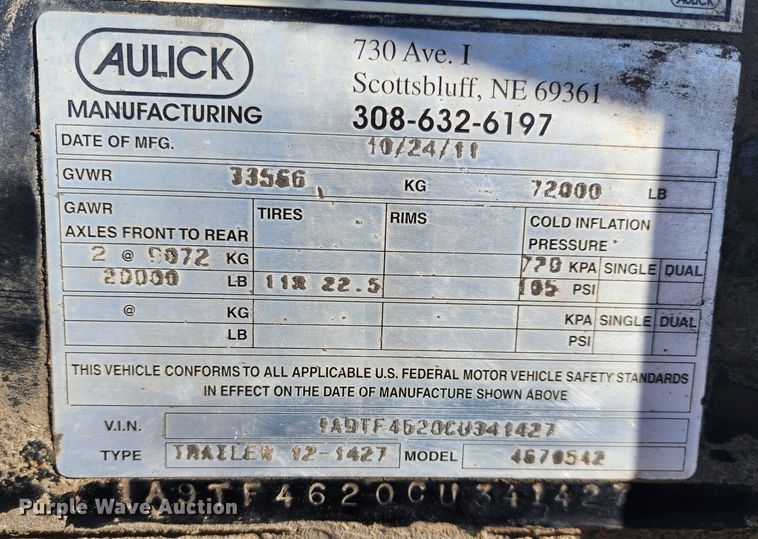 AULICK
AULICK
MANUFACTURING
730 Ave. I
Scottsbluff, NE 69361
308-632-6197
DATE OF MFG. 10/24/11
GVWR 33566 KG 72000 LB
GAWR TIRES RIMS COLD INFLATION
AXLES FRONT TO REAR PRESSURE
2 @ 9072 KG KPA SINGLE DUAL
20000 LB 11R 22.5 105 PSI
@ KG KPA SINGLE DUAL
LB PSI
THIS VEHICLE CONFORMS TO ALL APPLICABLE U.S. FEDERAL MOTOR VEHICLE SAFETY STANDARDS
IN EFFECT ON THE DATE OF MANUFACTURE SHOWN ABOVE
V.I.N. 1A9TF4620CU341427
TYPE TRAILER 12-1427 MODEL 4670542
1A9TF4620CU341427
Purple Wave Auction